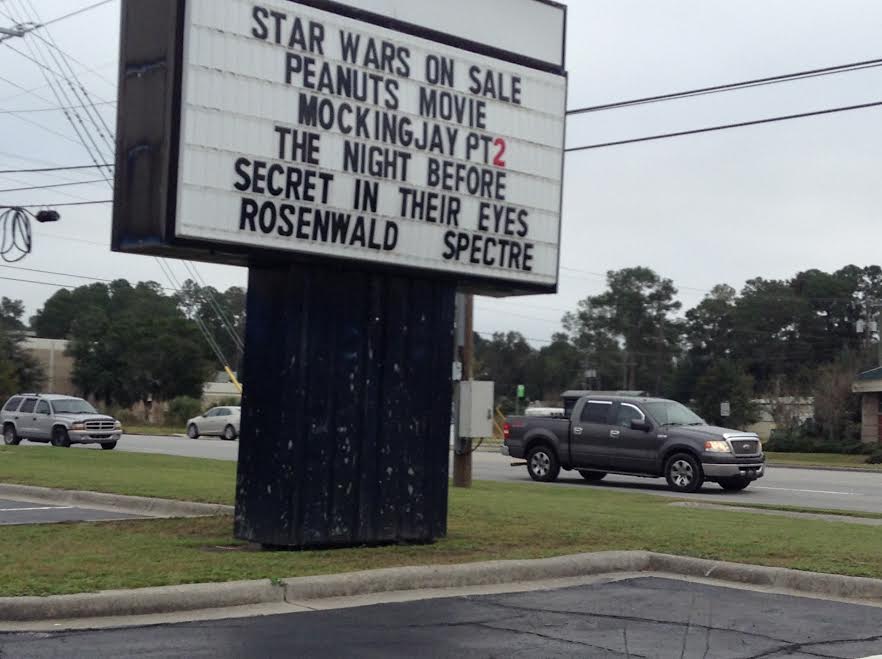 STAR WARS ON SALE
PEANUTS MOVIE
MOCKINGJAY PT2
THE NIGHT BEFORE
SECRET IN THEIR EYES
ROSENWALD SPECTRE